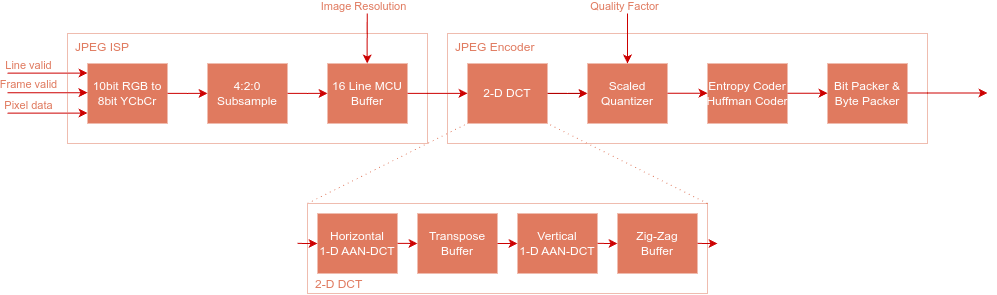 Image Resolution
Quality Factor
JPEG ISP
JPEG Encoder
Line valid
Frame valid
Pixel data
10bit RGB to
8bit YCbCr
4:2:0
Subsample
16 Line MCU
Buffer
2-D DCT
Scaled
Quantizer
Entropy Coder
Huffman Coder
Bit Packer &
Byte Packer
Horizontal
1-D AAN-DCT
Transpose
Buffer
Vertical
1-D AAN-DCT
Zig-Zag
Buffer
2-D DCT